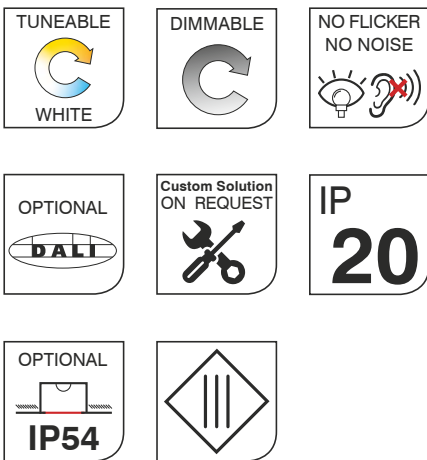 TUNEABLE
WHITE
DIMMABLE
NO FLICKER
NO NOISE
OPTIONAL
DALI
Custom Solution
ON REQUEST
IP
20
OPTIONAL
IP54